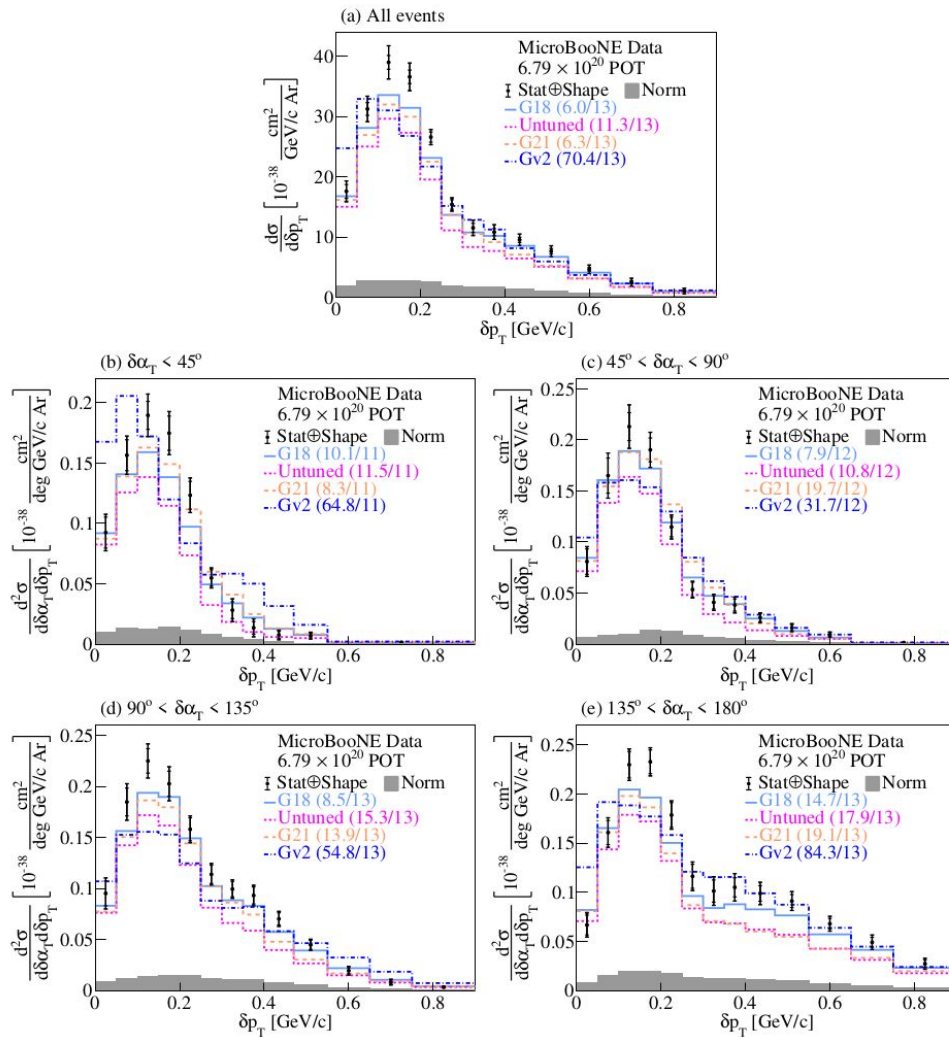 (a) All events
MicroBooNE Data
6.79 × 10²⁰ POT
Stat⊕Shape Norm
G18 (6.0/13)
Untuned (11.3/13)
G21 (6.3/13)
Gv2 (70.4/13)
40
30
20
10
0
dσ/dδp_T [10⁻³⁸ cm²/GeV/c Ar]
0 0.2 0.4 0.6 0.8
δp_T [GeV/c]
(b) δα_T < 45°
MicroBooNE Data
6.79 × 10²⁰ POT
Stat⊕Shape Norm
G18 (10.1/11)
Untuned (11.5/11)
G21 (8.3/11)
Gv2 (64.8/11)
0.2
0.15
0.1
0.05
0
d²σ/dδα_T dδp_T [10⁻³⁸ cm²/deg GeV/c Ar]
0 0.2 0.4 0.6 0.8
δp_T [GeV/c]
(c) 45° < δα_T < 90°
MicroBooNE Data
6.79 × 10²⁰ POT
Stat⊕Shape Norm
G18 (7.9/12)
Untuned (10.8/12)
G21 (19.7/12)
Gv2 (31.7/12)
0.25
0.2
0.15
0.1
0.05
0
d²σ/dδα_T dδp_T [10⁻³⁸ cm²/deg GeV/c Ar]
0 0.2 0.4 0.6 0.8
δp_T [GeV/c]
(d) 90° < δα_T < 135°
MicroBooNE Data
6.79 × 10²⁰ POT
Stat⊕Shape Norm
G18 (8.5/13)
Untuned (15.3/13)
G21 (13.9/13)
Gv2 (54.8/13)
0.25
0.2
0.15
0.1
0.05
0
d²σ/dδα_T dδp_T [10⁻³⁸ cm²/deg GeV/c Ar]
0 0.2 0.4 0.6 0.8
δp_T [GeV/c]
(e) 135° < δα_T < 180°
MicroBooNE Data
6.79 × 10²⁰ POT
Stat⊕Shape Norm
G18 (14.7/13)
Untuned (17.9/13)
G21 (19.1/13)
Gv2 (84.3/13)
0.25
0.2
0.15
0.1
0.05
0
d²σ/dδα_T dδp_T [10⁻³⁸ cm²/deg GeV/c Ar]
0 0.2 0.4 0.6 0.8
δp_T [GeV/c]